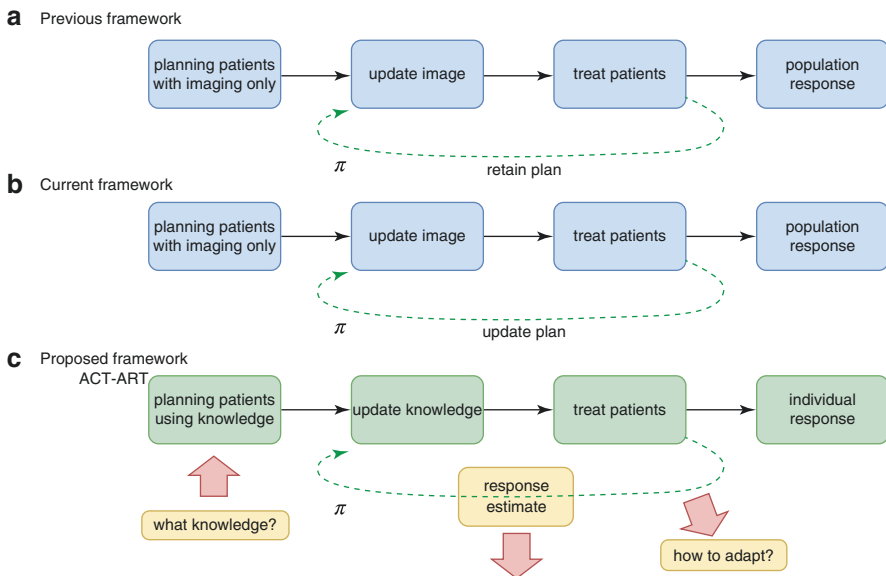 a Previous framework
planning patients
with imaging only
update image
treat patients
population
response
π
retain plan
b Current framework
planning patients
with imaging only
update image
treat patients
population
response
π
update plan
c Proposed framework
ACT-ART
planning patients
using knowledge
update knowledge
treat patients
individual
response
π
response
estimate
what knowledge?
how to adapt?